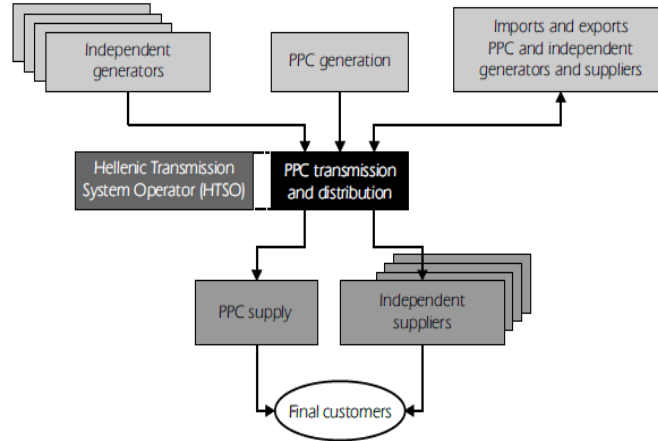 Independent
generators
PPC generation
Imports and exports
PPC and independent
generators and suppliers
Hellenic Transmission
System Operator (HTSO)
PPC transmission
and distribution
PPC supply
Independent
suppliers
Final customers